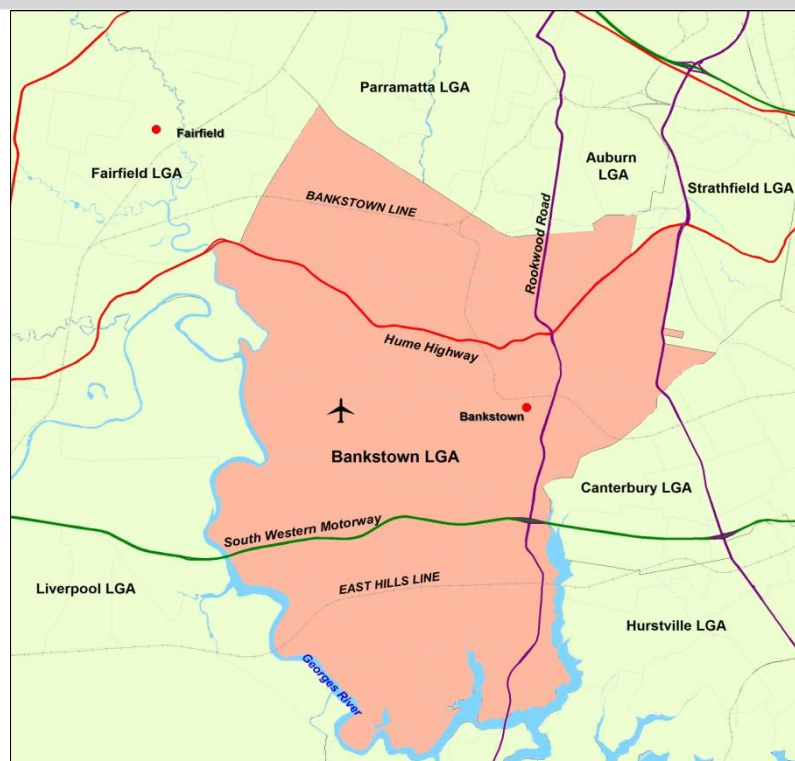 Parramatta LGA
Fairfield
Fairfield LGA
Auburn
LGA
Strathfield LGA
BANKSTOWN LINE
Rookwood Road
Hume Highway
Bankstown
Bankstown LGA
Canterbury LGA
South Western Motorway
EAST HILLS LINE
Liverpool LGA
Hurstville LGA
Georges River